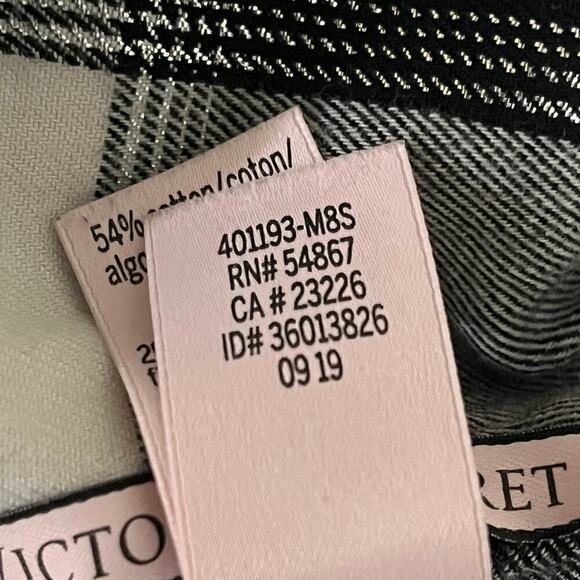 54% cotton/coton/
algo
401193-M8S
RN# 54867
CA # 23226
ID# 36013826
09 19
VICTO RET